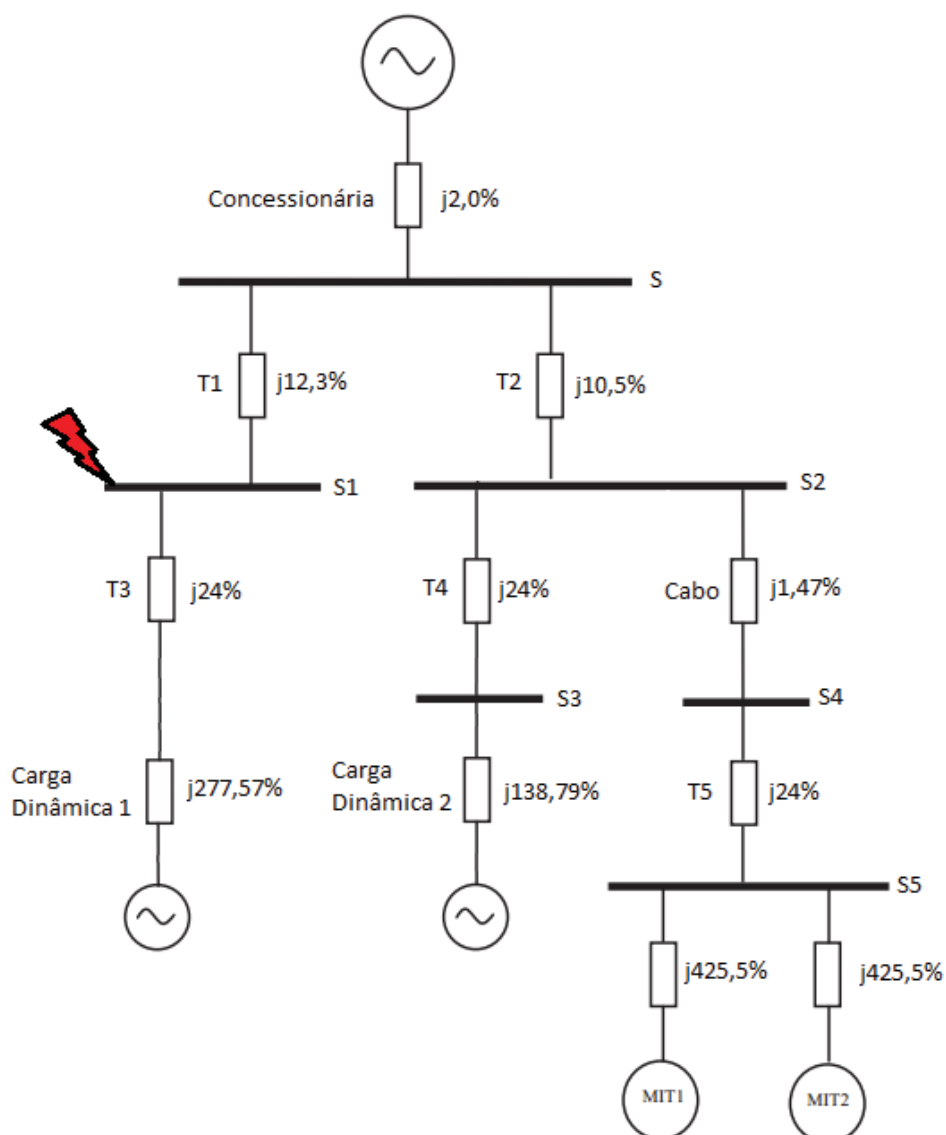 Concessionária
j2,0%
S
T1
j12,3%
T2
j10,5%
S1
S2
T3
j24%
T4
j24%
Cabo
j1,47%
S3
S4
Carga
Dinâmica 1
j277,57%
Carga
Dinâmica 2
j138,79%
T5
j24%
S5
j425,5%
j425,5%
MIT1
MIT2